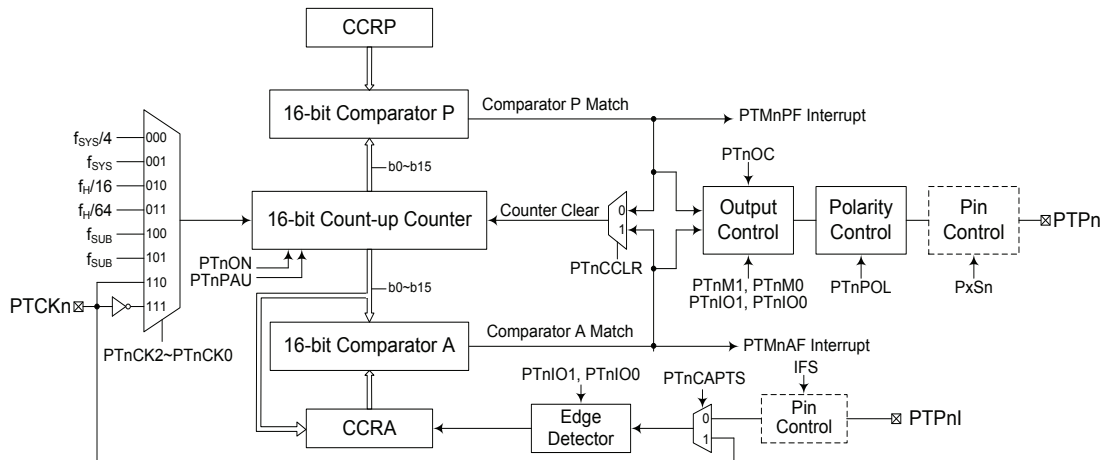 CCRP
16-bit Comparator P
Comparator P Match
PTMnPF Interrupt
b0~b15
PTnOC
fSYS/4
000
fSYS
001
fH/16
010
fH/64
011
fSUB
100
fSUB
101
110
111
16-bit Count-up Counter
Counter Clear
0
1
PTnCCLR
Output
Control
Polarity
Control
Pin
Control
PTPn
PTnON
PTnPAU
PTnM1, PTnM0
PTnIO1, PTnIO0
PTnPOL
PxSn
PTCKn
PTnCK2~PTnCK0
b0~b15
16-bit Comparator A
Comparator A Match
PTMnAF Interrupt
PTnIO1, PTnIO0
PTnCAPTS
IFS
CCRA
Edge
Detector
0
1
Pin
Control
PTPnI